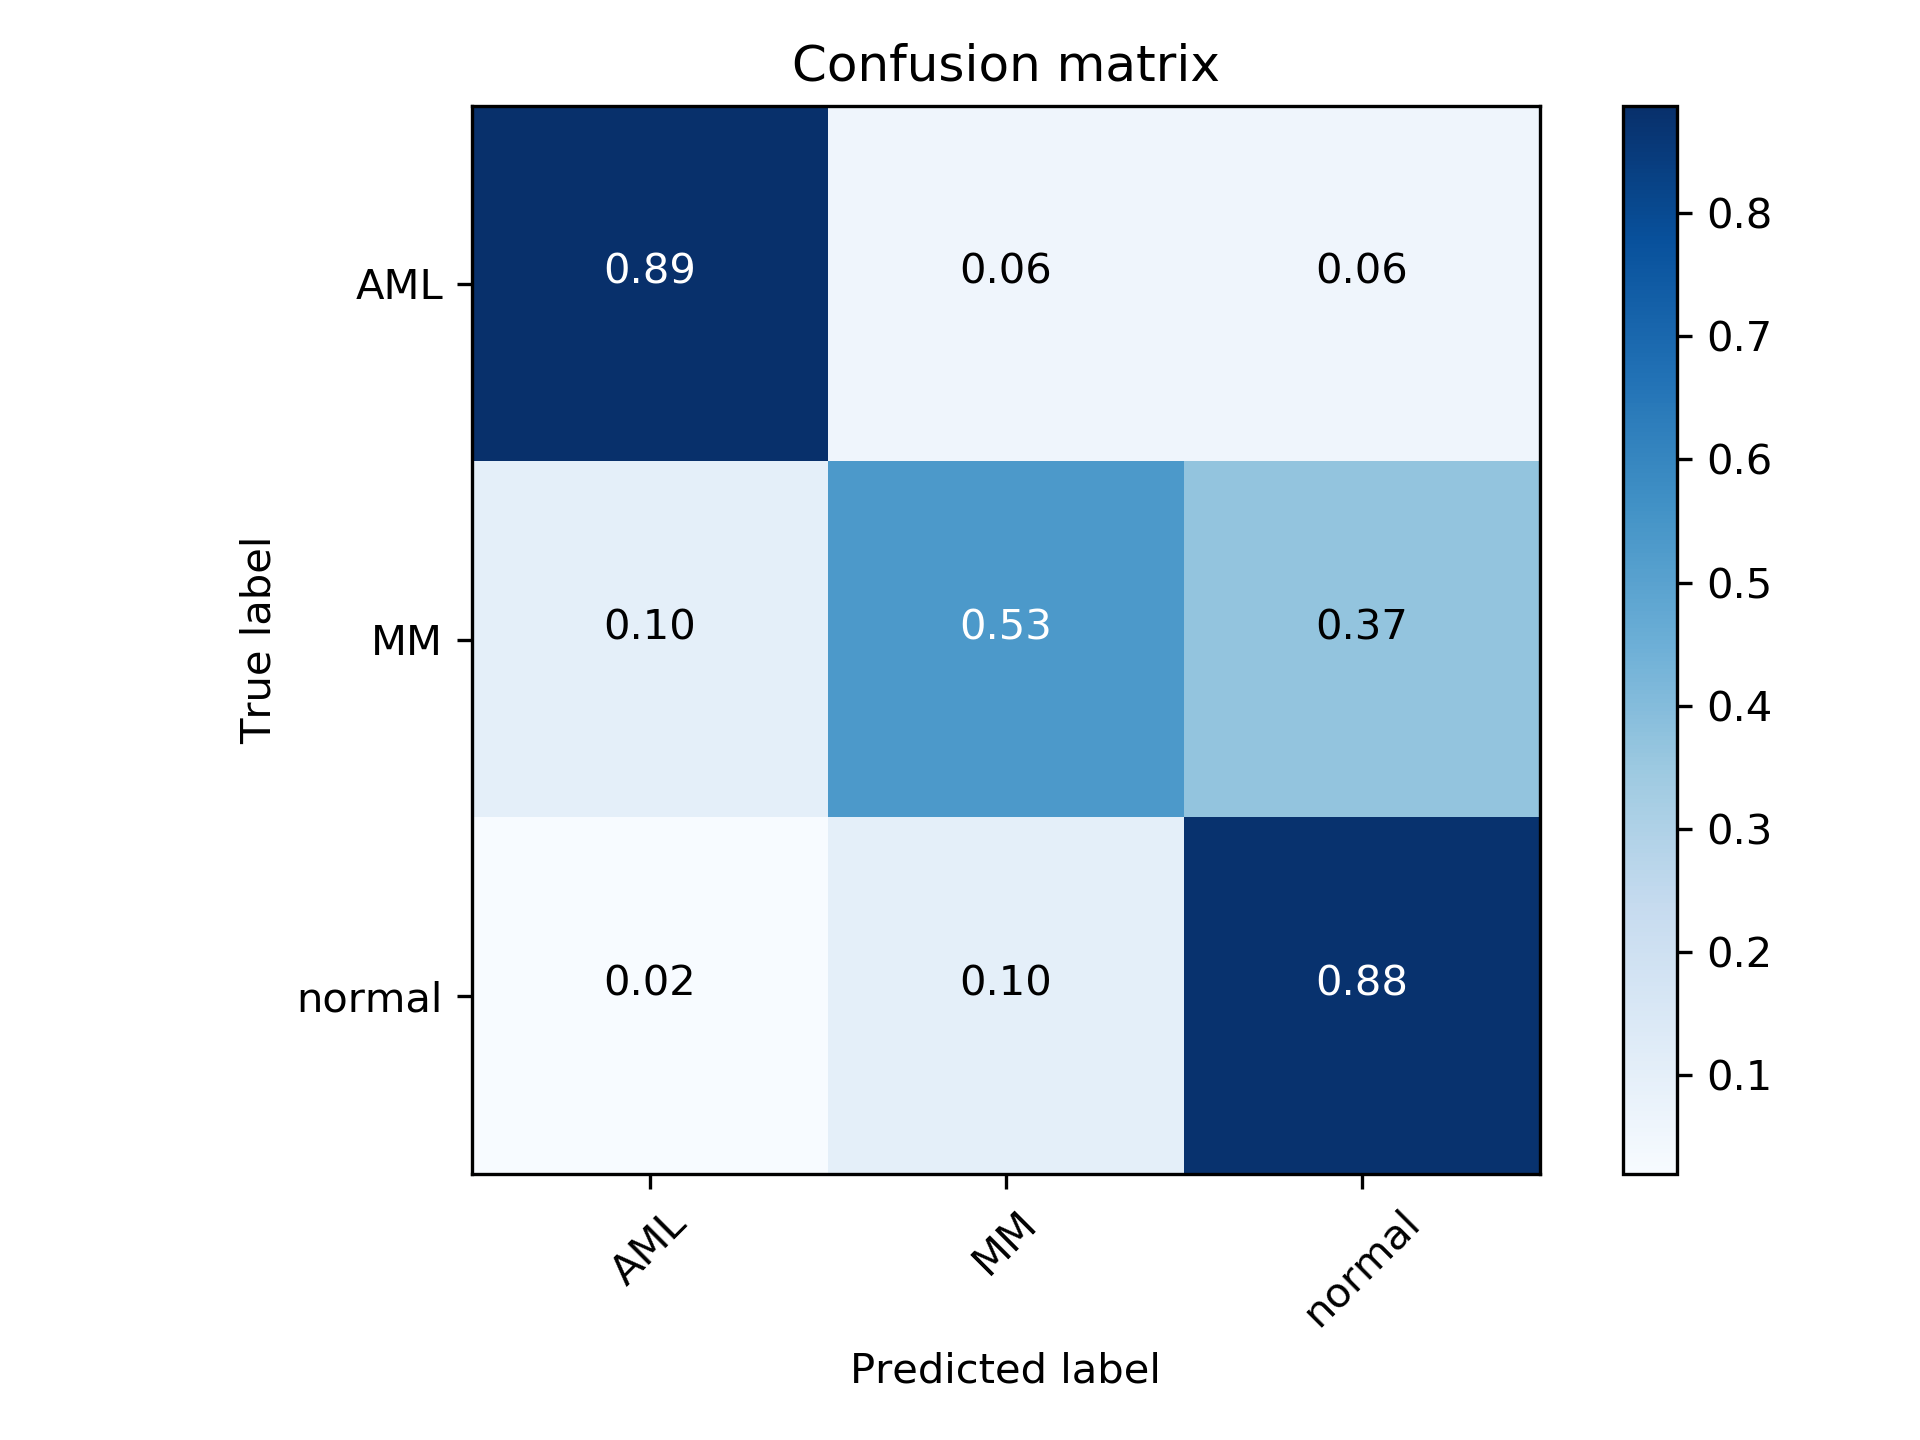 Confusion matrix
AML 0.89 0.06 0.06
MM 0.10 0.53 0.37
normal 0.02 0.10 0.88
AML MM normal
True label
Predicted label
0.8
0.7
0.6
0.5
0.4
0.3
0.2
0.1